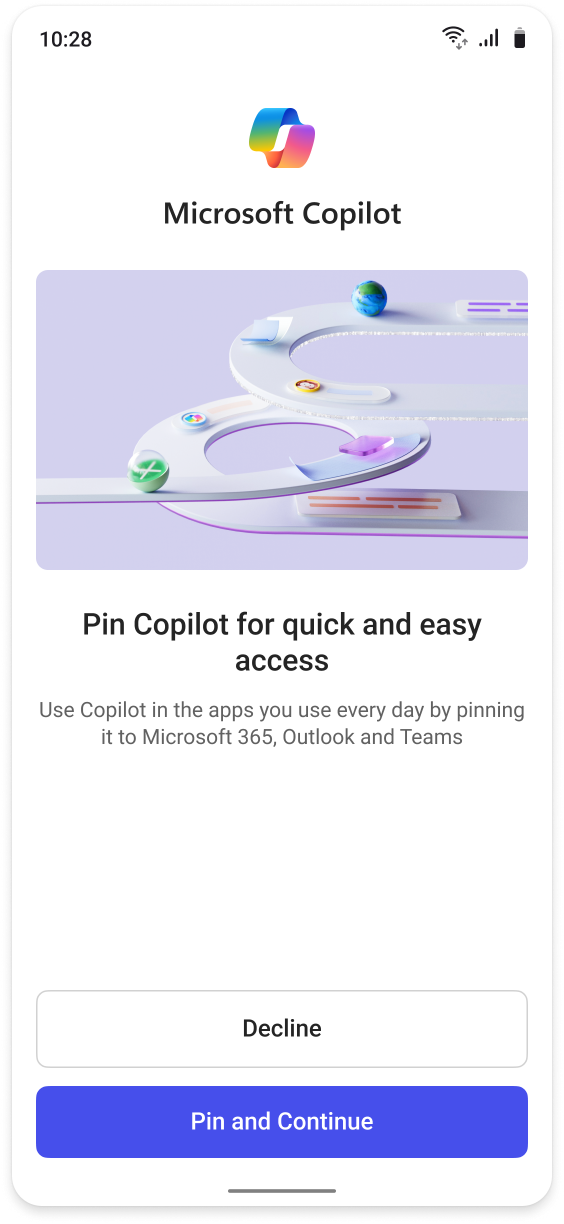 10:28
Microsoft Copilot
Pin Copilot for quick and easy
access
Use Copilot in the apps you use every day by pinning
it to Microsoft 365, Outlook and Teams
Decline
Pin and Continue